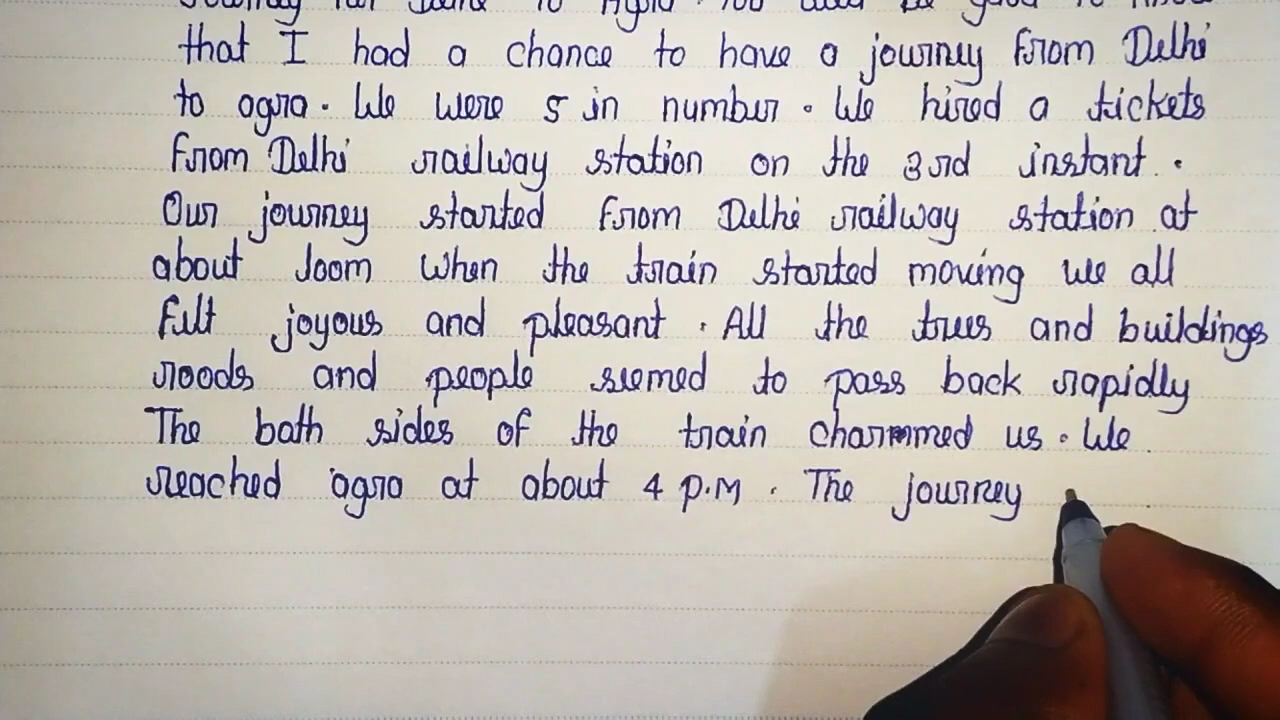 that I had a chance to have a journey from Delhi
to agra. We were 5 in number. We hired a tickets
from Delhi railway station on the 3rd instant.
Our journey started from Delhi railway station at
about when the train started moving we all
felt joyous and pleasant. All the trees and buildings
roods and people seemed to pass back rapidly
The bath sides of the train charmmed us. We
reached agra at about 4 p.m. The journey